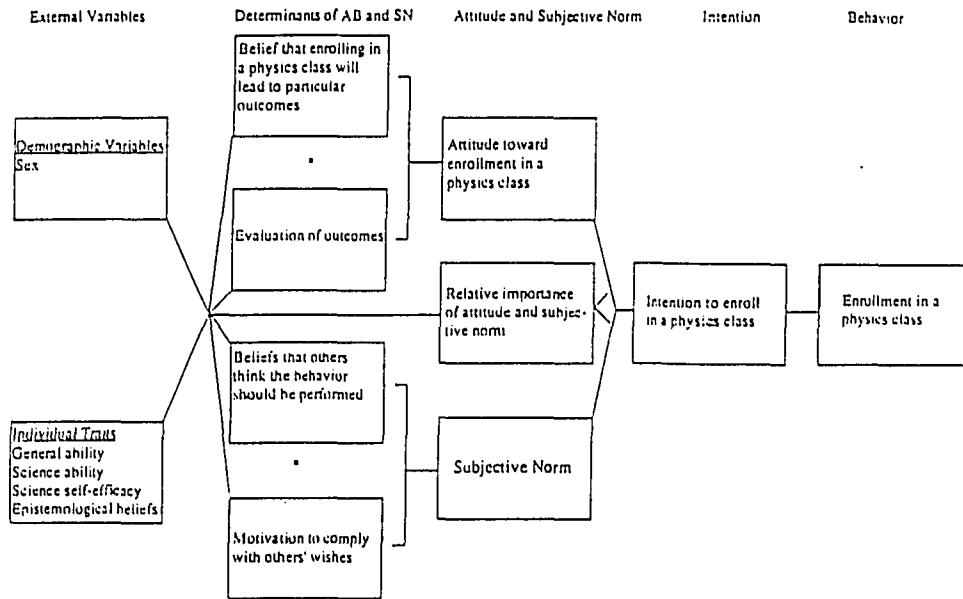 External Variables
Determinants of AB and SN
Attitude and Subjective Norm
Intention
Behavior
Belief that enrolling in
a physics class will
lead to particular
outcomes
Demographic Variables
Sex
Attitude toward
enrollment in a
physics class
Evaluation of outcomes
Relative importance
of attitude and subjec-
tive norm
Intention to enroll
in a physics class
Enrollment in a
physics class
Beliefs that others
think the behavior
should be performed
Individual Traits
General ability
Science ability
Science self-efficacy
Epistemological beliefs
Subjective Norm
Motivation to comply
with others' wishes